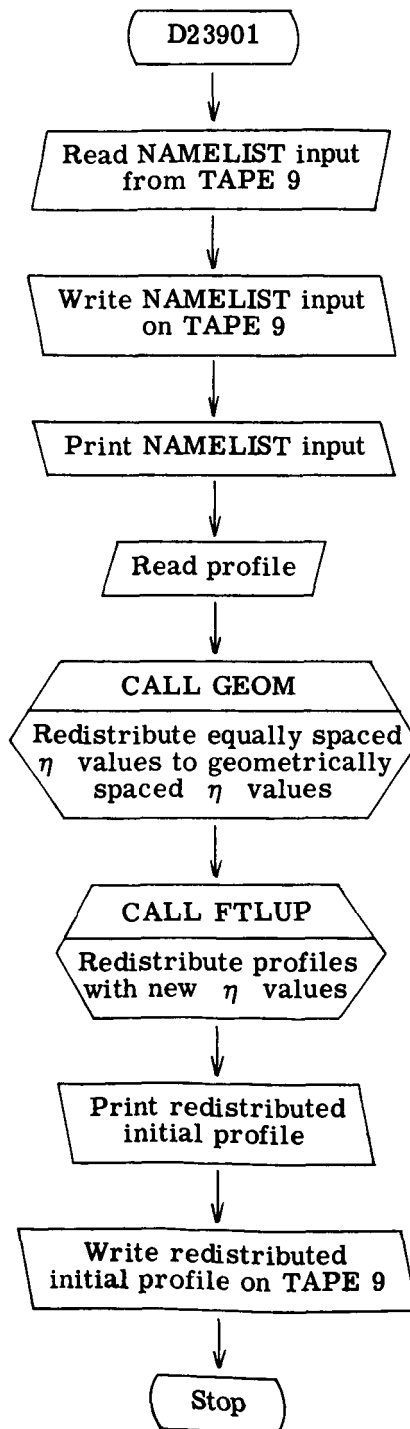 D23901
Read NAMELIST input
from TAPE 9
Write NAMELIST input
on TAPE 9
Print NAMELIST input
Read profile
CALL GEOM
Redistribute equally spaced
η values to geometrically
spaced η values
CALL FTLUP
Redistribute profiles
with new η values
Print redistributed
initial profile
Write redistributed
initial profile on TAPE 9
Stop